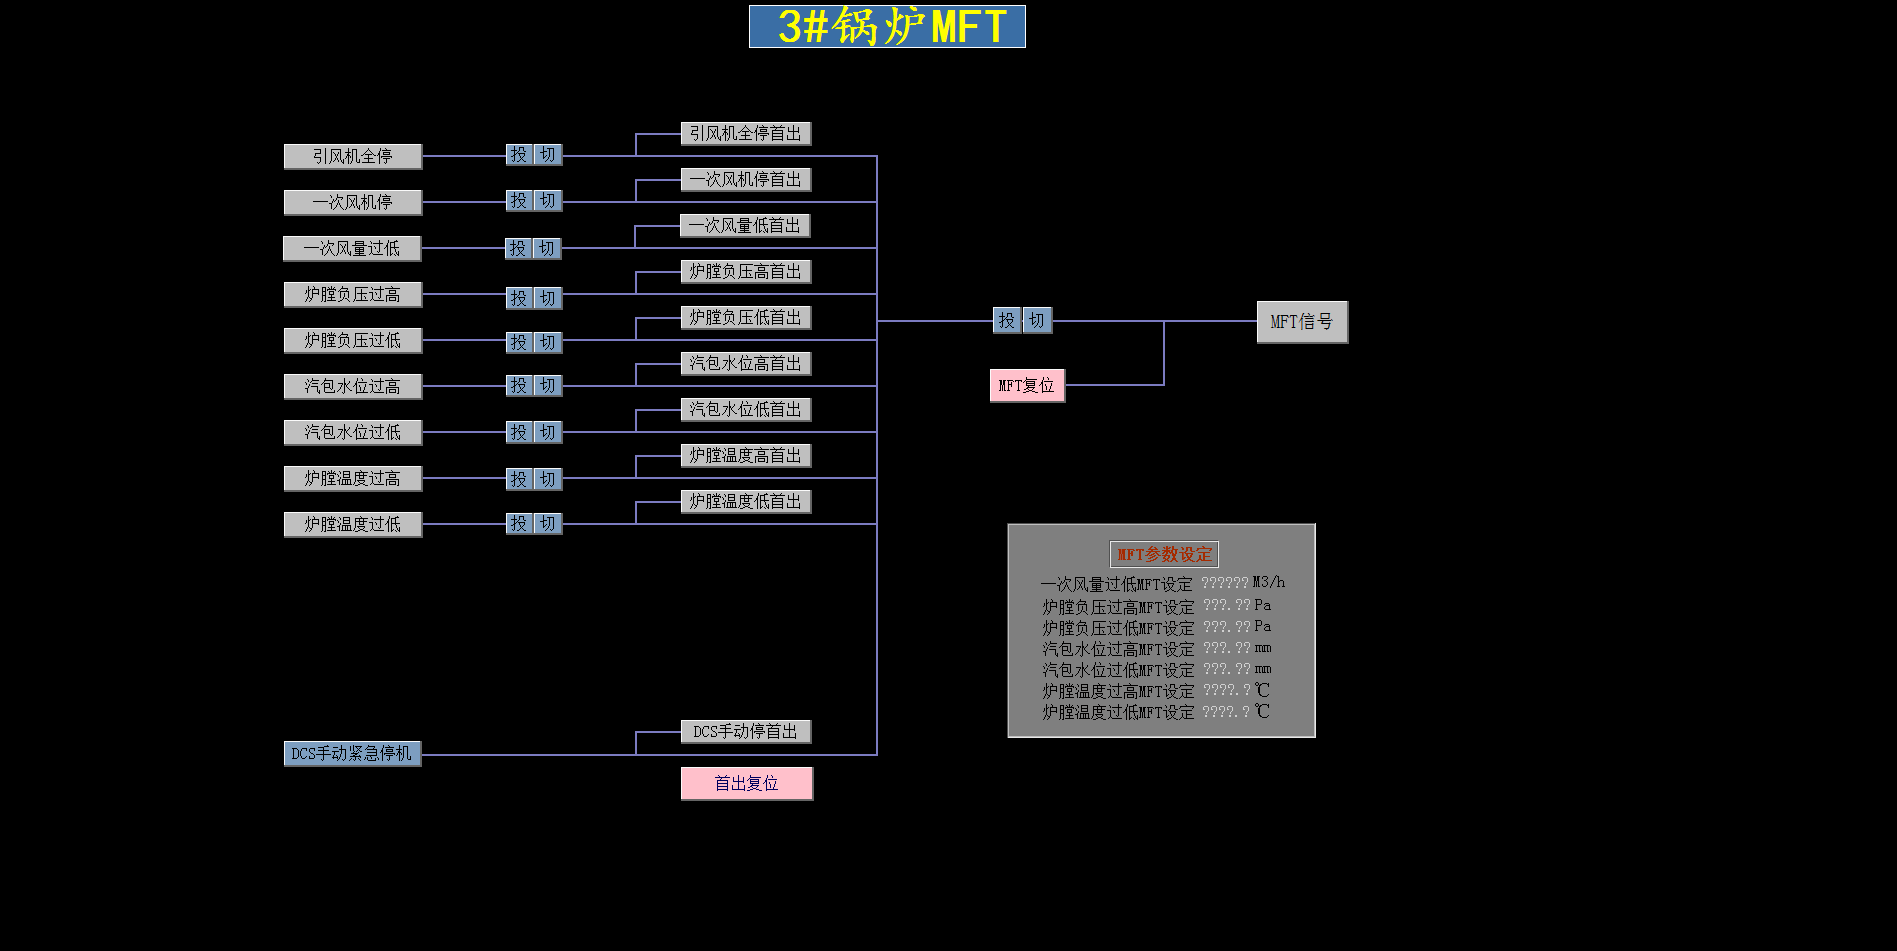 3#锅炉MFT
引风机全停首出
引风机全停 投 切
一次风机停首出
一次风机停 投 切
一次风量低首出
一次风量过低 投 切
炉膛负压高首出
炉膛负压过高 投 切
炉膛负压低首出
投 切 MFT信号
炉膛负压过低 投 切
汽包水位高首出
汽包水位过高 投 切
MFT复位
汽包水位低首出
汽包水位过低 投 切
炉膛温度高首出
炉膛温度过高 投 切
炉膛温度低首出
炉膛温度过低 投 切
MFT参数设定
一次风量过低MFT设定 ?????? M3/h
炉膛负压过高MFT设定 ???.?? Pa
炉膛负压过低MFT设定 ???.?? Pa
汽包水位过高MFT设定 ???.?? mm
汽包水位过低MFT设定 ???.?? mm
炉膛温度过高MFT设定 ????.? ℃
炉膛温度过低MFT设定 ????.? ℃
DCS手动停首出
DCS手动紧急停机
首出复位